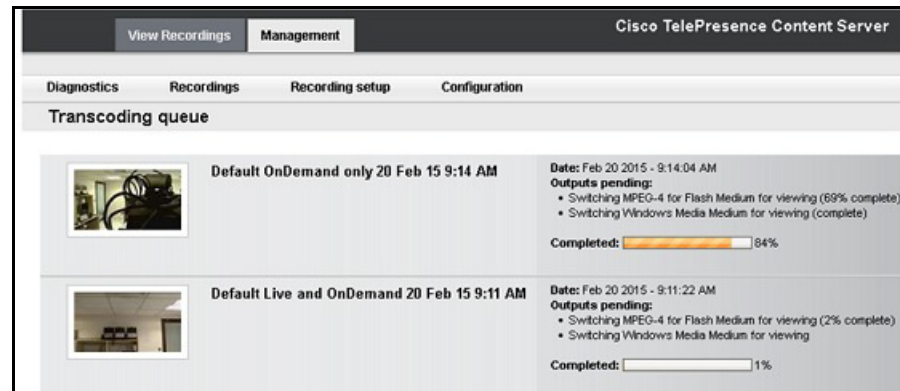 View Recordings Management Cisco TelePresence Content Server
Diagnostics Recordings Recording setup Configuration
Transcoding queue
Default OnDemand only 20 Feb 15 9:14 AM
Date: Feb 20 2015 - 9:14:04 AM
Outputs pending:
• Switching MPEG-4 for Flash Medium for viewing (69% complete)
• Switching Windows Media Medium for viewing (complete)
Completed: 84%
Default Live and OnDemand 20 Feb 15 9:11 AM
Date: Feb 20 2015 - 9:11:22 AM
Outputs pending:
• Switching MPEG-4 for Flash Medium for viewing (2% complete)
• Switching Windows Media Medium for viewing
Completed: 1%